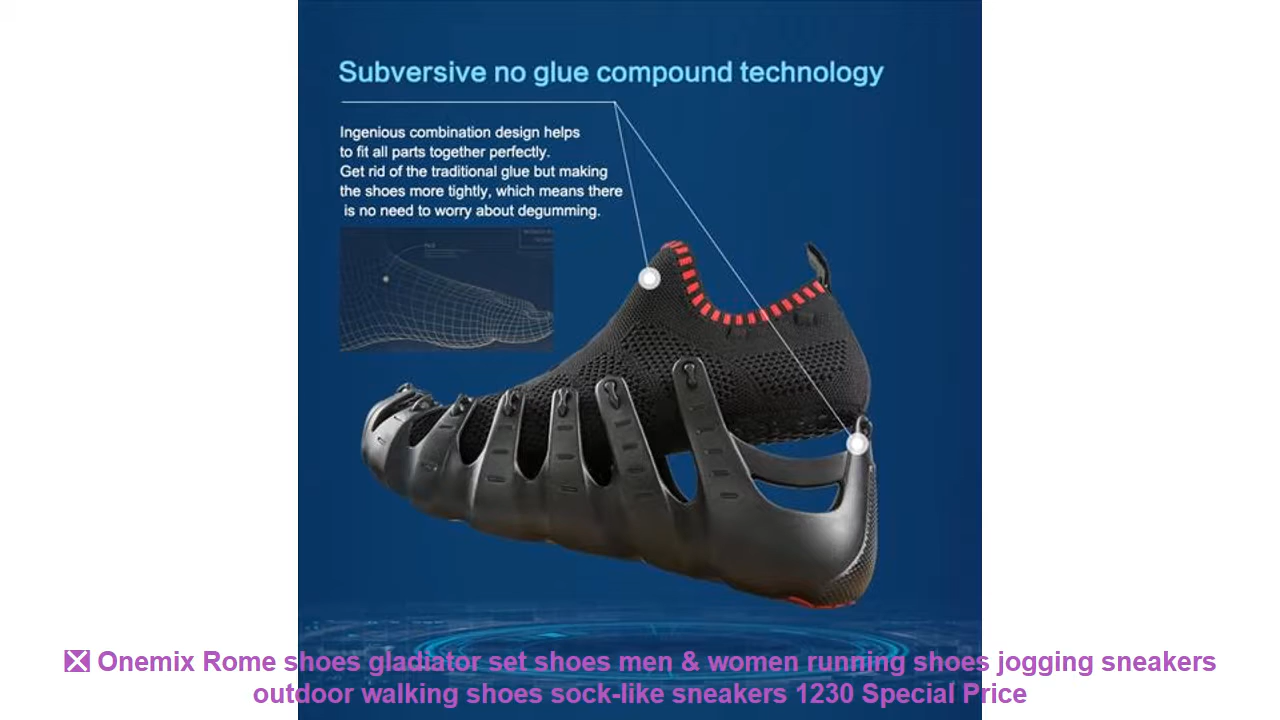 Subversive no glue compound technology
Ingenious combination design helps
to fit all parts together perfectly.
Get rid of the traditional glue but making
the shoes more tightly, which means there
is no need to worry about degumming.
❎ Onemix Rome shoes gladiator set shoes men & women running shoes jogging sneakers
outdoor walking shoes sock-like sneakers 1230 Special Price